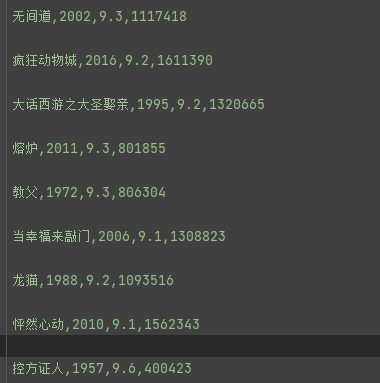 无间道,2002,9.3,1117418
疯狂动物城,2016,9.2,1611390
大话西游之大圣娶亲,1995,9.2,1320665
熔炉,2011,9.3,801855
教父,1972,9.3,806304
当幸福来敲门,2006,9.1,1308823
龙猫,1988,9.2,1093516
怦然心动,2010,9.1,1562343
控方证人,1957,9.6,400423